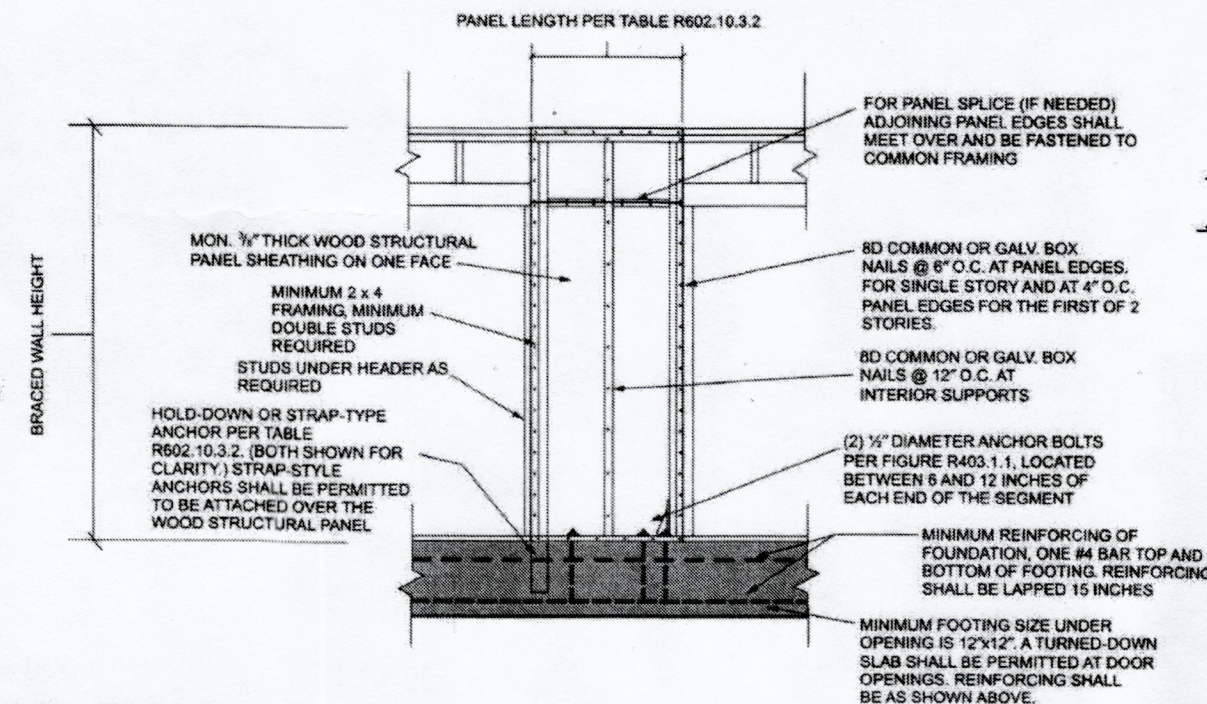 PANEL LENGTH PER TABLE R602.10.3.2
FOR PANEL SPLICE (IF NEEDED)
ADJOINING PANEL EDGES SHALL
MEET OVER AND BE FASTENED TO
COMMON FRAMING
MON. ⅜" THICK WOOD STRUCTURAL
PANEL SHEATHING ON ONE FACE
MINIMUM 2 x 4
FRAMING, MINIMUM
DOUBLE STUDS
REQUIRED
STUDS UNDER HEADER AS
REQUIRED
HOLD-DOWN OR STRAP-TYPE
ANCHOR PER TABLE
R602.10.3.2. (BOTH SHOWN FOR
CLARITY.) STRAP-STYLE
ANCHORS SHALL BE PERMITTED
TO BE ATTACHED OVER THE
WOOD STRUCTURAL PANEL
BRACED WALL HEIGHT
8D COMMON OR GALV. BOX
NAILS @ 6" O.C. AT PANEL EDGES.
FOR SINGLE STORY AND AT 4" O.C.
PANEL EDGES FOR THE FIRST OF 2
STORIES.
8D COMMON OR GALV. BOX
NAILS @ 12" O.C. AT
INTERIOR SUPPORTS
(2) ½" DIAMETER ANCHOR BOLTS
PER FIGURE R403.1.1, LOCATED
BETWEEN 6 AND 12 INCHES OF
EACH END OF THE SEGMENT
MINIMUM REINFORCING OF
FOUNDATION, ONE #4 BAR TOP AND
BOTTOM OF FOOTING. REINFORCING
SHALL BE LAPPED 15 INCHES
MINIMUM FOOTING SIZE UNDER
OPENING IS 12"x12". A TURNED-DOWN
SLAB SHALL BE PERMITTED AT DOOR
OPENINGS. REINFORCING SHALL
BE AS SHOWN ABOVE.